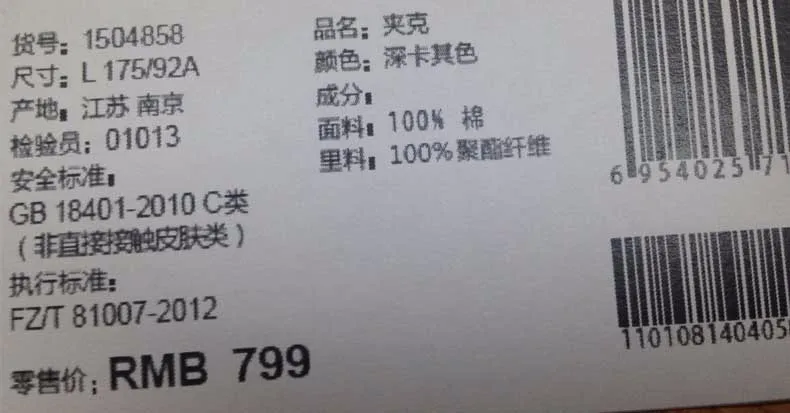 货号: 1504858
尺寸: L 175/92A
产地: 江苏 南京
检验员: 01013
安全标准:
GB 18401-2010 C类
(非直接接触皮肤类)
执行标准:
FZ/T 81007-2012
零售价: RMB 799
品名: 夹克
颜色: 深卡其色
成分:
面料: 100% 棉
里料: 100%聚酯纤维
6 954025 71
110108140405